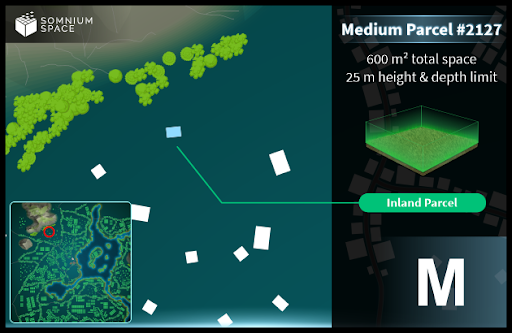 SOMNIUM
SPACE
Medium Parcel #2127
600 m² total space
25 m height & depth limit
Inland Parcel
M